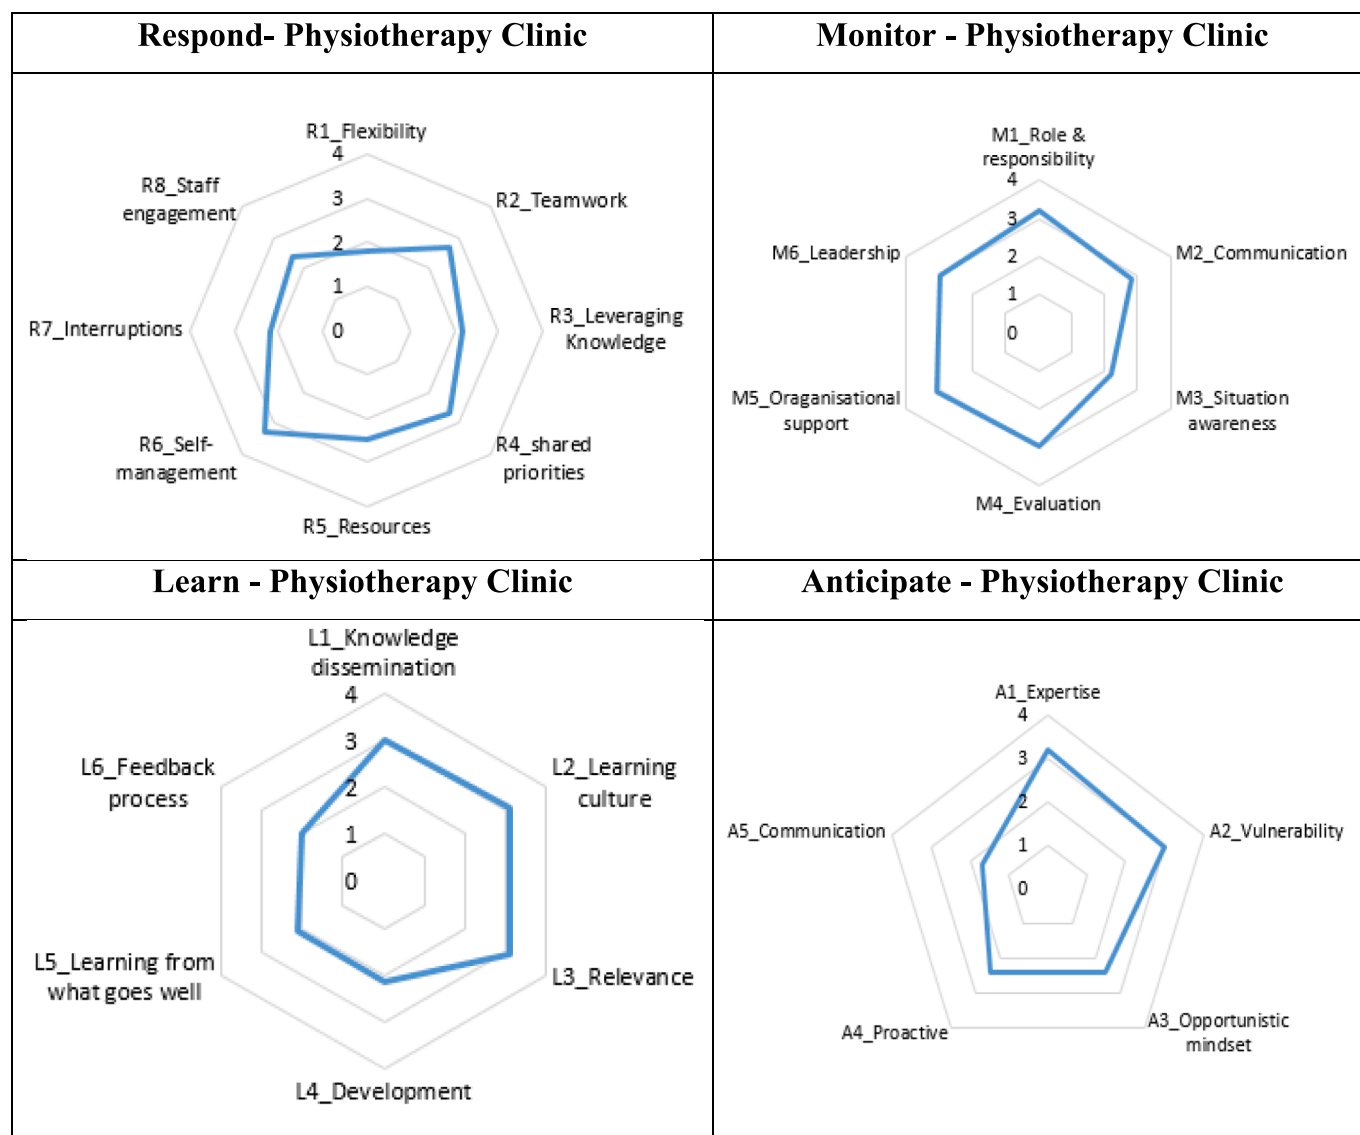 Respond- Physiotherapy Clinic
Monitor - Physiotherapy Clinic
R1_Flexibility
4
3
2
1
0
R2_Teamwork
R3_Leveraging
Knowledge
R4_shared
priorities
R5_Resources
R6_Self-
management
R7_Interruptions
R8_Staff
engagement
M1_Role &
responsibility
4
3
2
1
0
M2_Communication
M3_Situation
awareness
M4_Evaluation
M5_Oraganisational
support
M6_Leadership
Learn - Physiotherapy Clinic
Anticipate - Physiotherapy Clinic
L1_Knowledge
dissemination
4
3
2
1
0
L2_Learning
culture
L3_Relevance
L4_Development
L5_Learning from
what goes well
L6_Feedback
process
A1_Expertise
4
3
2
1
0
A2_Vulnerability
A3_Opportunistic
mindset
A4_Proactive
A5_Communication